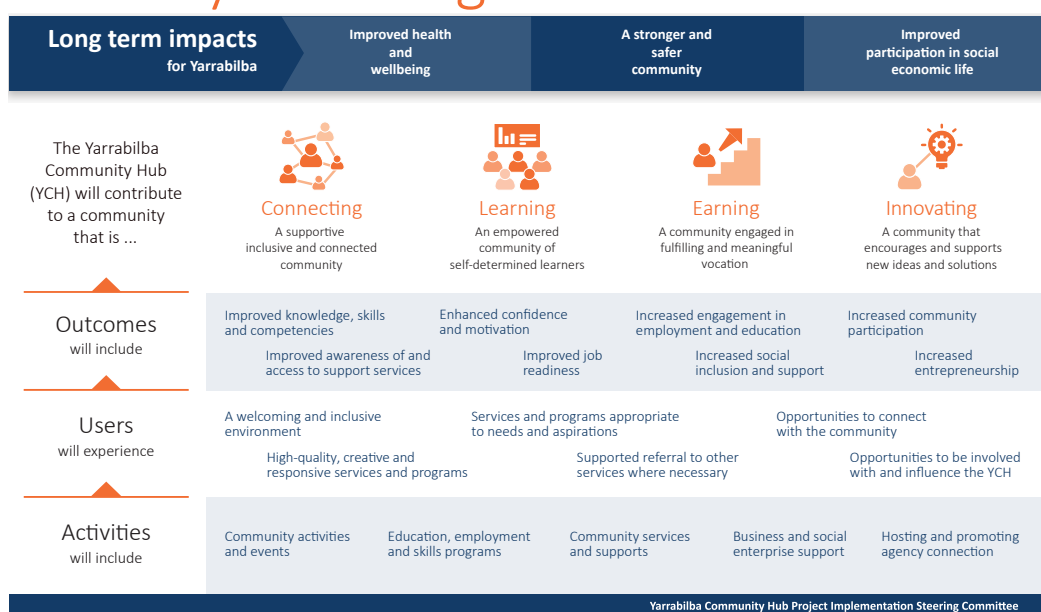 Long term impacts
for Yarrabilba
Improved health
and
wellbeing
A stronger and
safer
community
Improved
participation in social
economic life
The Yarrabilba
Community Hub
(YCH) will contribute
to a community
that is ...
Connecting
A supportive
inclusive and connected
community
Learning
An empowered
community of
self-determined learners
Earning
A community engaged in
fulfilling and meaningful
vocation
Innovating
A community that
encourages and supports
new ideas and solutions
Outcomes
will include
Improved knowledge, skills
and competencies
Enhanced confidence
and motivation
Increased engagement in
employment and education
Increased community
participation
Improved awareness of and
access to support services
Improved job
readiness
Increased social
inclusion and support
Increased
entrepreneurship
Users
will experience
A welcoming and inclusive
environment
Services and programs appropriate
to needs and aspirations
Opportunities to connect
with the community
High-quality, creative and
responsive services and programs
Supported referral to other
services where necessary
Opportunities to be involved
with and influence the YCH
Activities
will include
Community activities
and events
Education, employment
and skills programs
Community services
and supports
Business and social
enterprise support
Hosting and promoting
agency connection
Yarrabilba Community Hub Project Implementation Steering Committee